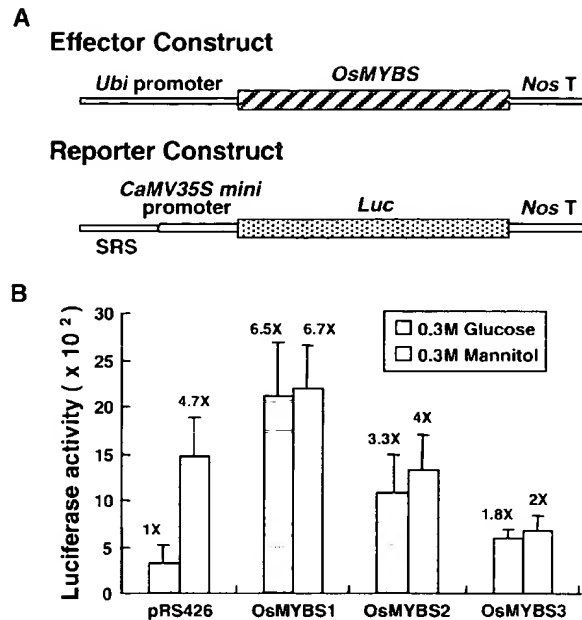 A
Effector Construct
Ubi promoter
OsMYBS
Nos T
Reporter Construct
CaMV35S mini
promoter
Luc
Nos T
SRS
B
Luciferase activity ( x 10 2 )
30
25
20
15
10
5
0
0.3M Glucose
0.3M Mannitol
1X
4.7X
6.5X
6.7X
3.3X
4X
1.8X
2X
pRS426
OsMYBS1
OsMYBS2
OsMYBS3